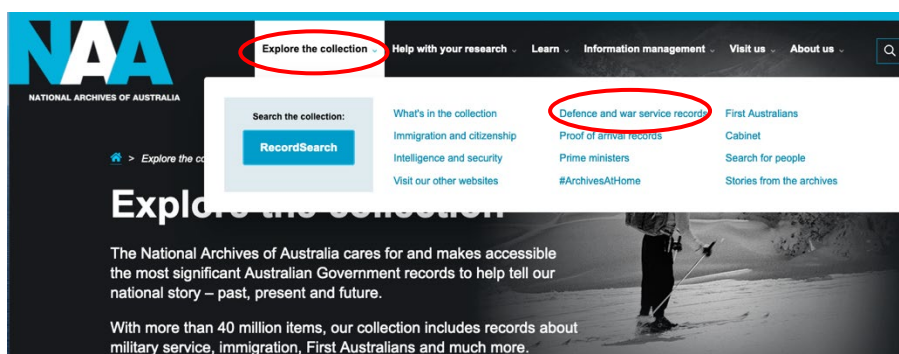 NAA
NATIONAL ARCHIVES OF AUSTRALIA
Explore the collection Help with your research Learn Information management Visit us About us
Search the collection:
RecordSearch
What's in the collection
Immigration and citizenship
Intelligence and security
Visit our other websites
Defence and war service records
Proof of arrival records
Prime ministers
#ArchivesAtHome
First Australians
Cabinet
Search for people
Stories from the archives
> Explore the
Explore the collection
The National Archives of Australia cares for and makes accessible
the most significant Australian Government records to help tell our
national story – past, present and future.
With more than 40 million items, our collection includes records about
military service, immigration, First Australians and much more.